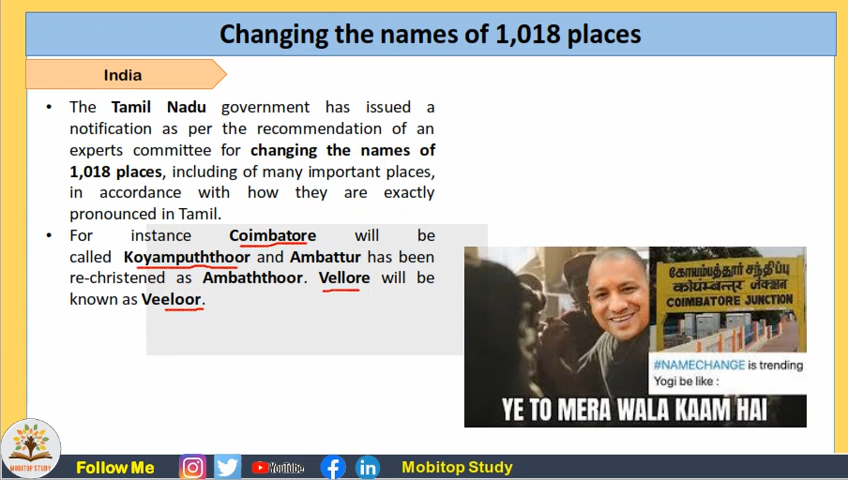 Changing the names of 1,018 places
India
• The Tamil Nadu government has issued a
notification as per the recommendation of an
experts committee for changing the names of
1,018 places, including of many important places,
in accordance with how they are exactly
pronounced in Tamil.
• For instance Coimbatore will be
called Koyampuththoor and Ambattur has been
re-christened as Ambaththoor. Vellore will be
known as Veeloor.
கோயம்புத்தூர் சந்திப்பு
कोयम्बत्तूर जंक्शन
COIMBATORE JUNCTION
#NAMECHANGE is trending
Yogi be like :
YE TO MERA WALA KAAM HAI
MOBITOP STUDY
Follow Me
YouTube
Mobitop Study